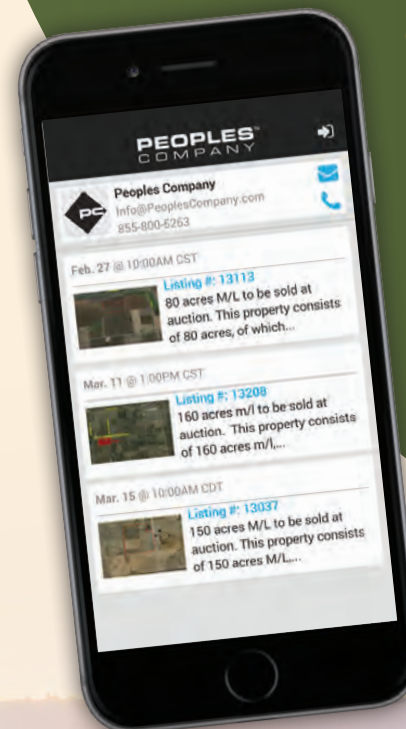 PEOPLES™
COMPANY
PC
Peoples Company
Info@PeoplesCompany.com
855-800-6263
Feb. 27 @ 10:00AM CST
Listing #: 13113
80 acres M/L to be sold at
auction. This property consists
of 80 acres, of which...
Mar. 11 @ 1:00PM CST
Listing #: 13208
160 acres m/l to be sold at
auction. This property consists
of 160 acres m/l,...
Mar. 15 @ 10:00AM CDT
Listing #: 13037
150 acres M/L to be sold at
auction. This property consists
of 150 acres M/L,...